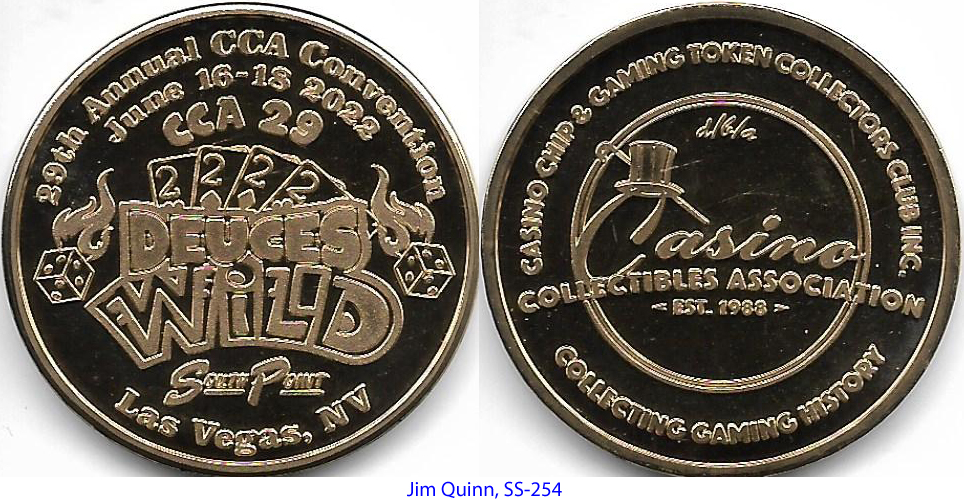 29th Annual CCA Convention
June 16-18 2022
CCA 29
2 2 2 2
DEUCES
WILD
SOUTH POINT
Las Vegas, NV
CASINO CHIP & GAMING TOKEN COLLECTORS CLUB INC.
d/b/a
Casino
COLLECTIBLES ASSOCIATION
- EST. 1988 -
COLLECTING GAMING HISTORY
Jim Quinn, SS-254